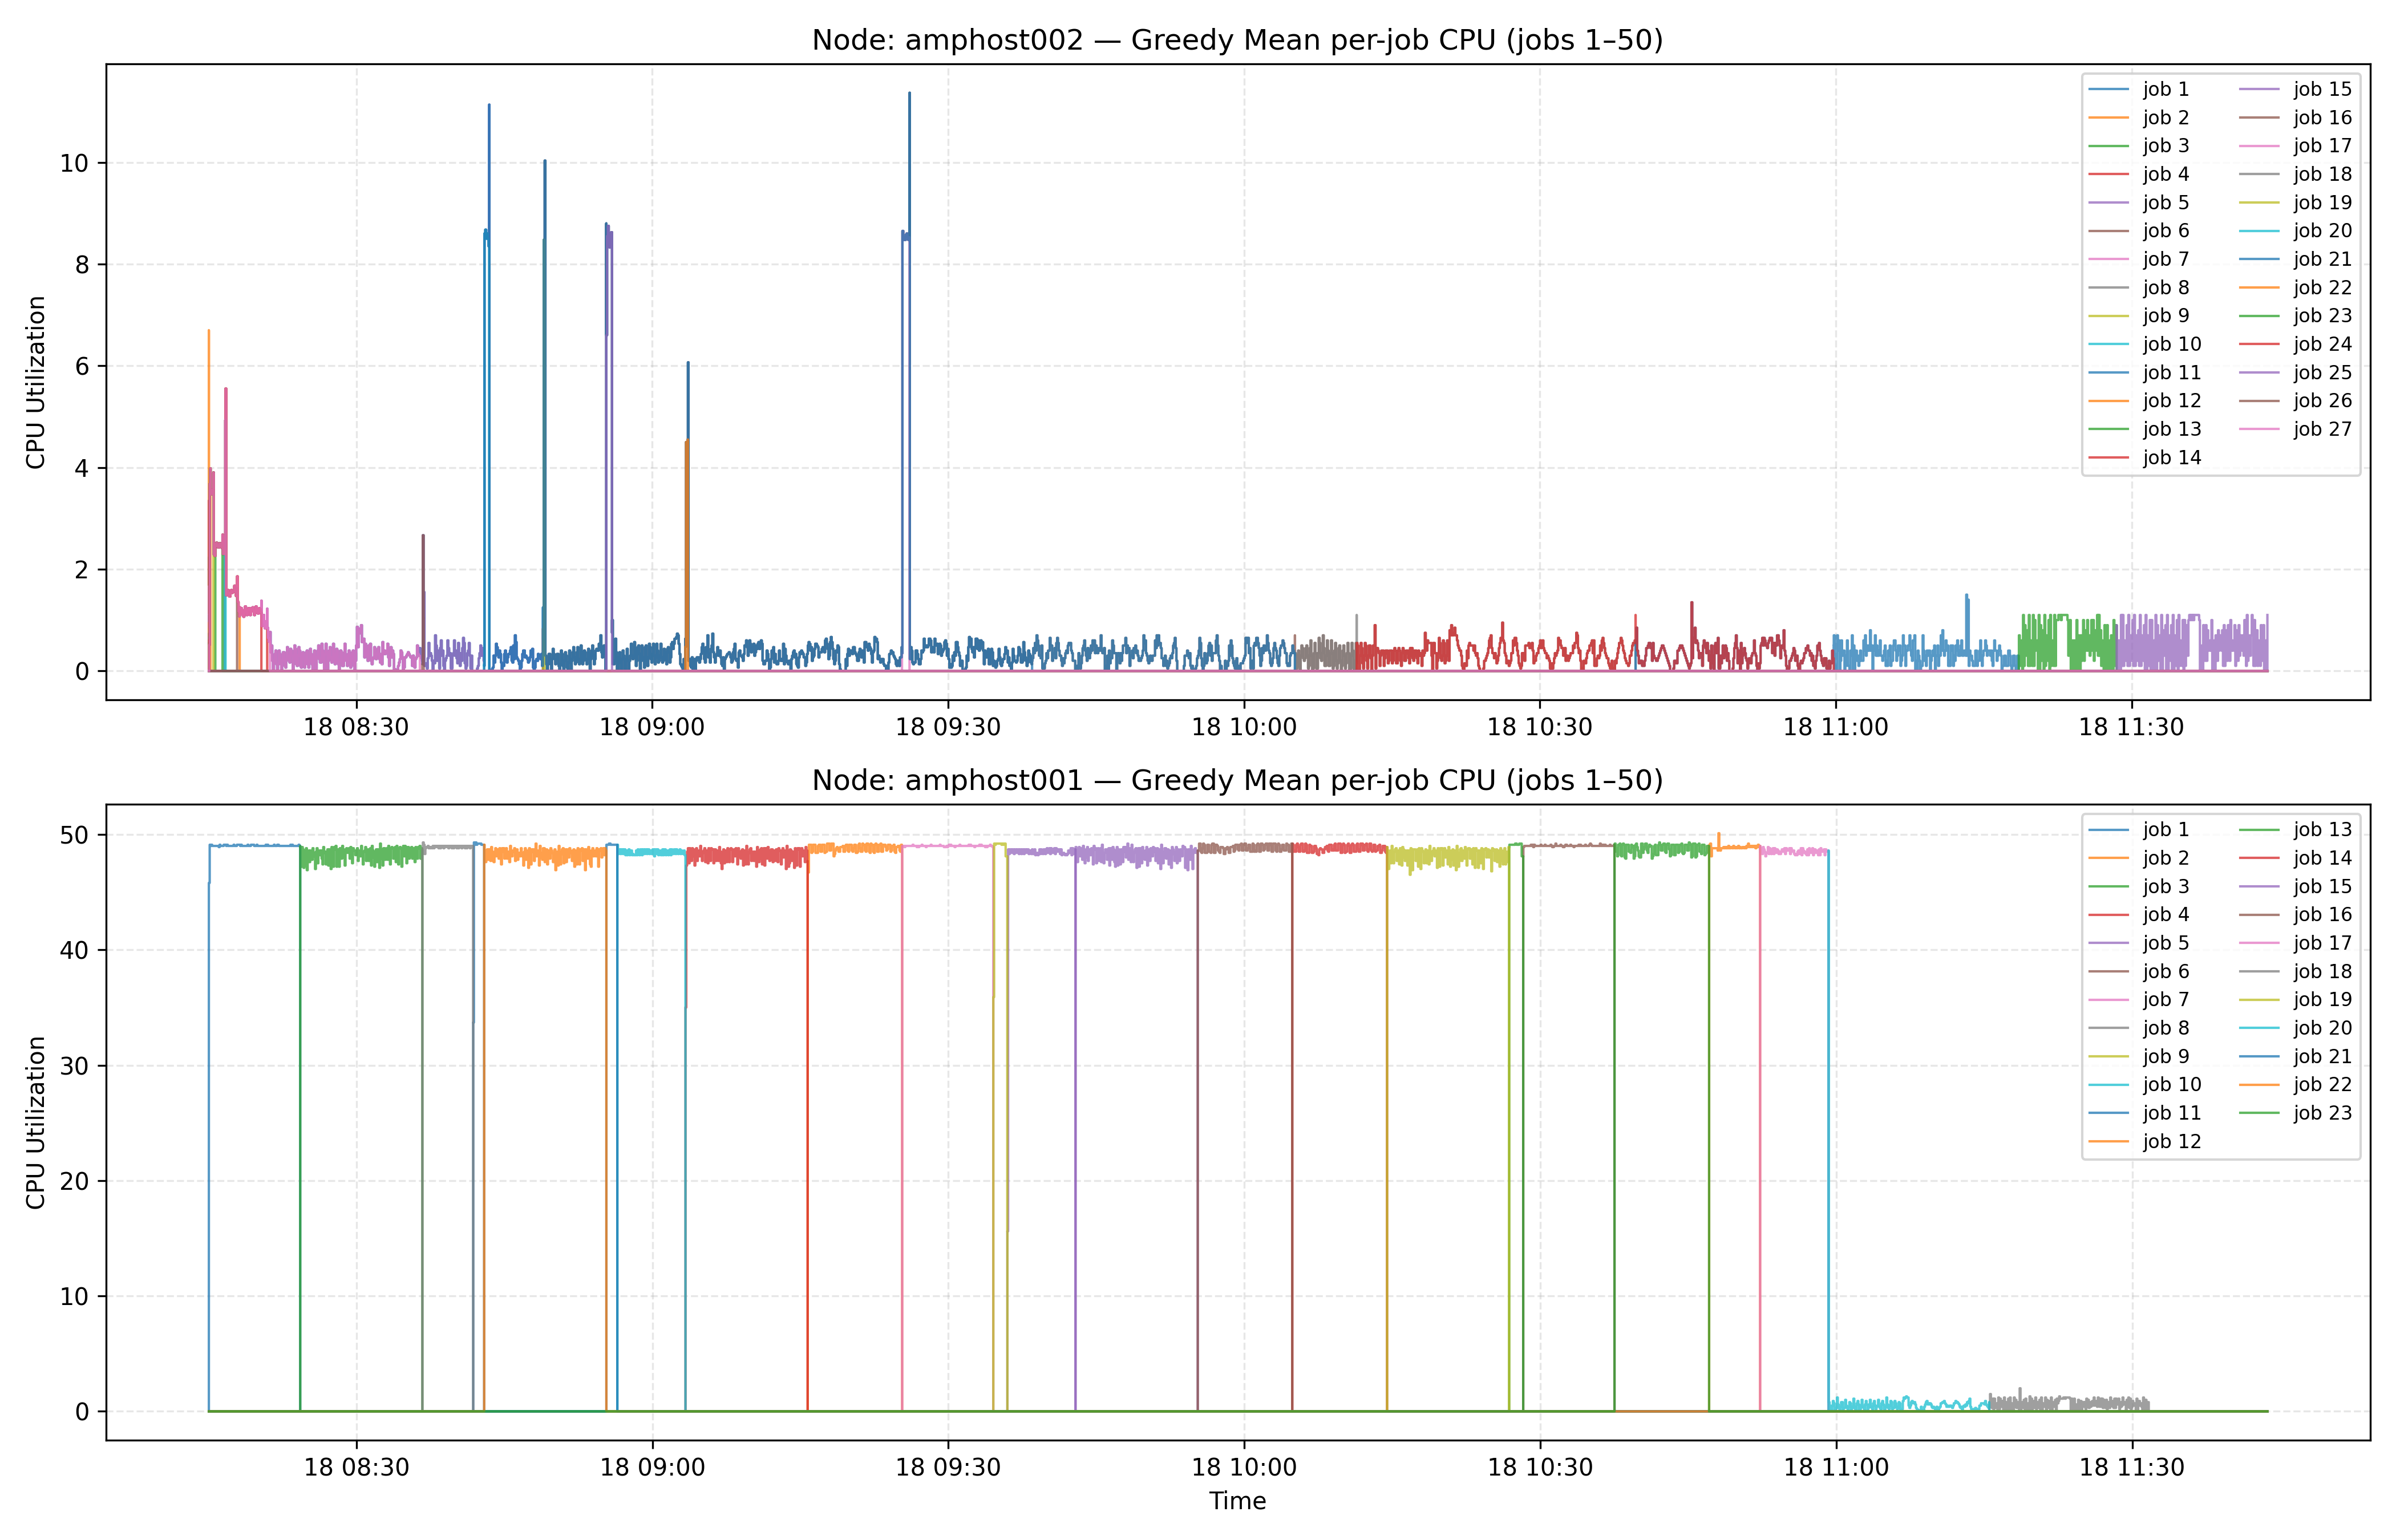 Node: amphost002 — Greedy Mean per-job CPU (jobs 1–50)
CPU Utilization
10
8
6
4
2
0
job 1
job 2
job 3
job 4
job 5
job 6
job 7
job 8
job 9
job 10
job 11
job 12
job 13
job 14
job 15
job 16
job 17
job 18
job 19
job 20
job 21
job 22
job 23
job 24
job 25
job 26
job 27
18 08:30
18 09:00
18 09:30
18 10:00
18 10:30
18 11:00
18 11:30
Node: amphost001 — Greedy Mean per-job CPU (jobs 1–50)
CPU Utilization
50
40
30
20
10
0
job 1
job 2
job 3
job 4
job 5
job 6
job 7
job 8
job 9
job 10
job 11
job 12
job 13
job 14
job 15
job 16
job 17
job 18
job 19
job 20
job 21
job 22
job 23
18 08:30
18 09:00
18 09:30
18 10:00
18 10:30
18 11:00
18 11:30
Time